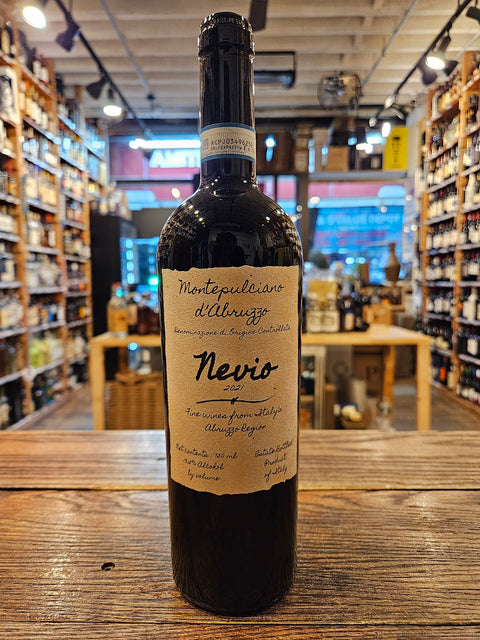 Montepulciano
d'Abruzzo
Denominazione di Origine Controllata
Nevio
2021
Fine wines from Italy's
Abruzzo Region
Net contents: 750 ml
Alcohol
by volume
Estate Bottled
Product
of Italy